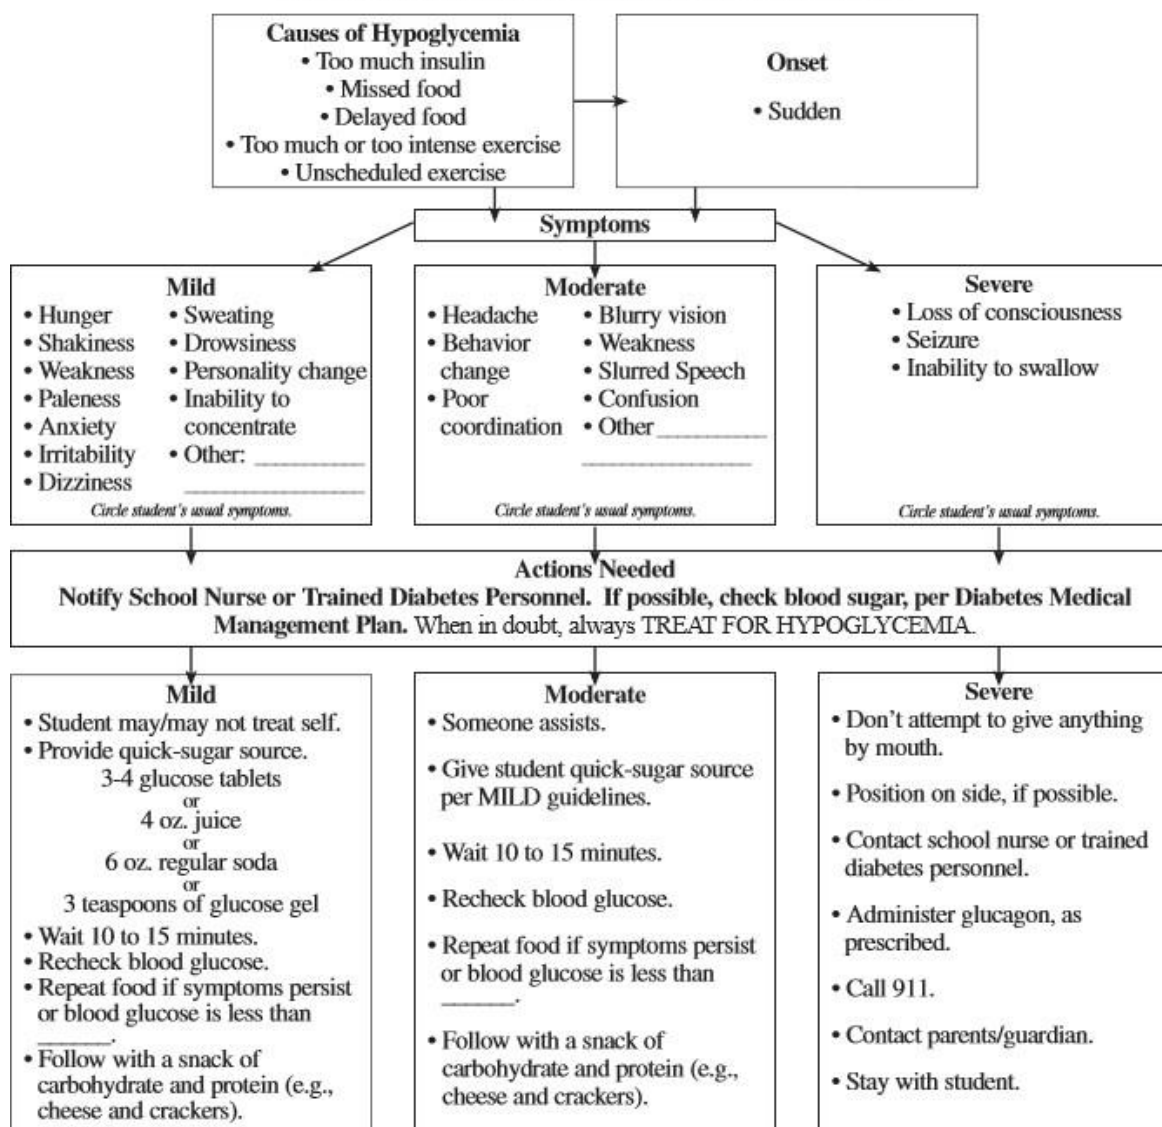 Causes of Hypoglycemia
• Too much insulin
• Missed food
• Delayed food
• Too much or too intense exercise
• Unscheduled exercise
Onset
• Sudden
Symptoms
Mild
• Hunger
• Shakiness
• Weakness
• Paleness
• Anxiety
• Irritability
• Dizziness
• Sweating
• Drowsiness
• Personality change
• Inability to
concentrate
• Other: __________
________________
Circle student's usual symptoms.
Moderate
• Headache
• Behavior
change
• Poor
coordination
• Blurry vision
• Weakness
• Slurred Speech
• Confusion
• Other __________
_______________
Circle student's usual symptoms.
Severe
• Loss of consciousness
• Seizure
• Inability to swallow
Circle student's usual symptoms.
Actions Needed
Notify School Nurse or Trained Diabetes Personnel. If possible, check blood sugar, per Diabetes Medical
Management Plan. When in doubt, always TREAT FOR HYPOGLYCEMIA.
Mild
• Student may/may not treat self.
• Provide quick-sugar source.
3-4 glucose tablets
or
4 oz. juice
or
6 oz. regular soda
or
3 teaspoons of glucose gel
• Wait 10 to 15 minutes.
• Recheck blood glucose.
• Repeat food if symptoms persist
or blood glucose is less than
______.
• Follow with a snack of
carbohydrate and protein (e.g.,
cheese and crackers).
Moderate
• Someone assists.
• Give student quick-sugar source
per MILD guidelines.
• Wait 10 to 15 minutes.
• Recheck blood glucose.
• Repeat food if symptoms persist
or blood glucose is less than
______.
• Follow with a snack of
carbohydrate and protein (e.g.,
cheese and crackers).
Severe
• Don't attempt to give anything
by mouth.
• Position on side, if possible.
• Contact school nurse or trained
diabetes personnel.
• Administer glucagon, as
prescribed.
• Call 911.
• Contact parents/guardian.
• Stay with student.